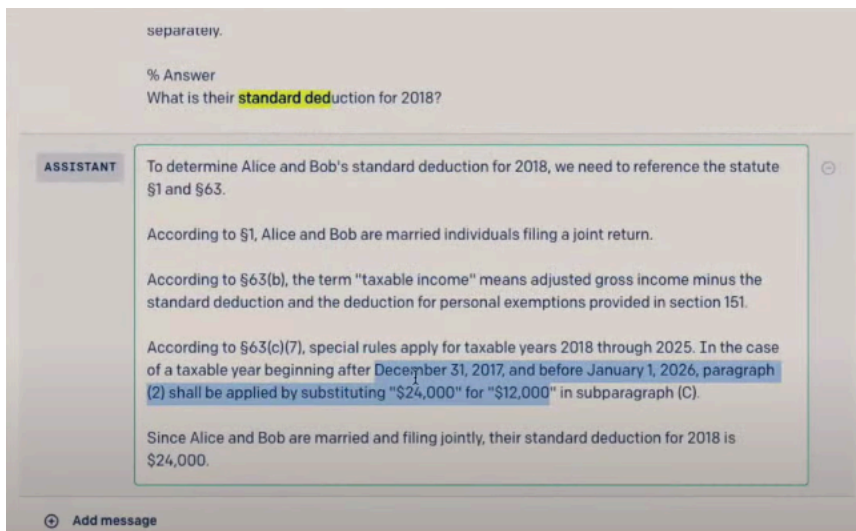 separately.
% Answer
What is their standard deduction for 2018?
ASSISTANT
To determine Alice and Bob's standard deduction for 2018, we need to reference the statute
§1 and §63.
According to §1, Alice and Bob are married individuals filing a joint return.
According to §63(b), the term "taxable income" means adjusted gross income minus the
standard deduction and the deduction for personal exemptions provided in section 151.
According to §63(c)(7), special rules apply for taxable years 2018 through 2025. In the case
of a taxable year beginning after December 31, 2017, and before January 1, 2026, paragraph
(2) shall be applied by substituting "$24,000" for "$12,000" in subparagraph (C).
Since Alice and Bob are married and filing jointly, their standard deduction for 2018 is
$24,000.
Add message